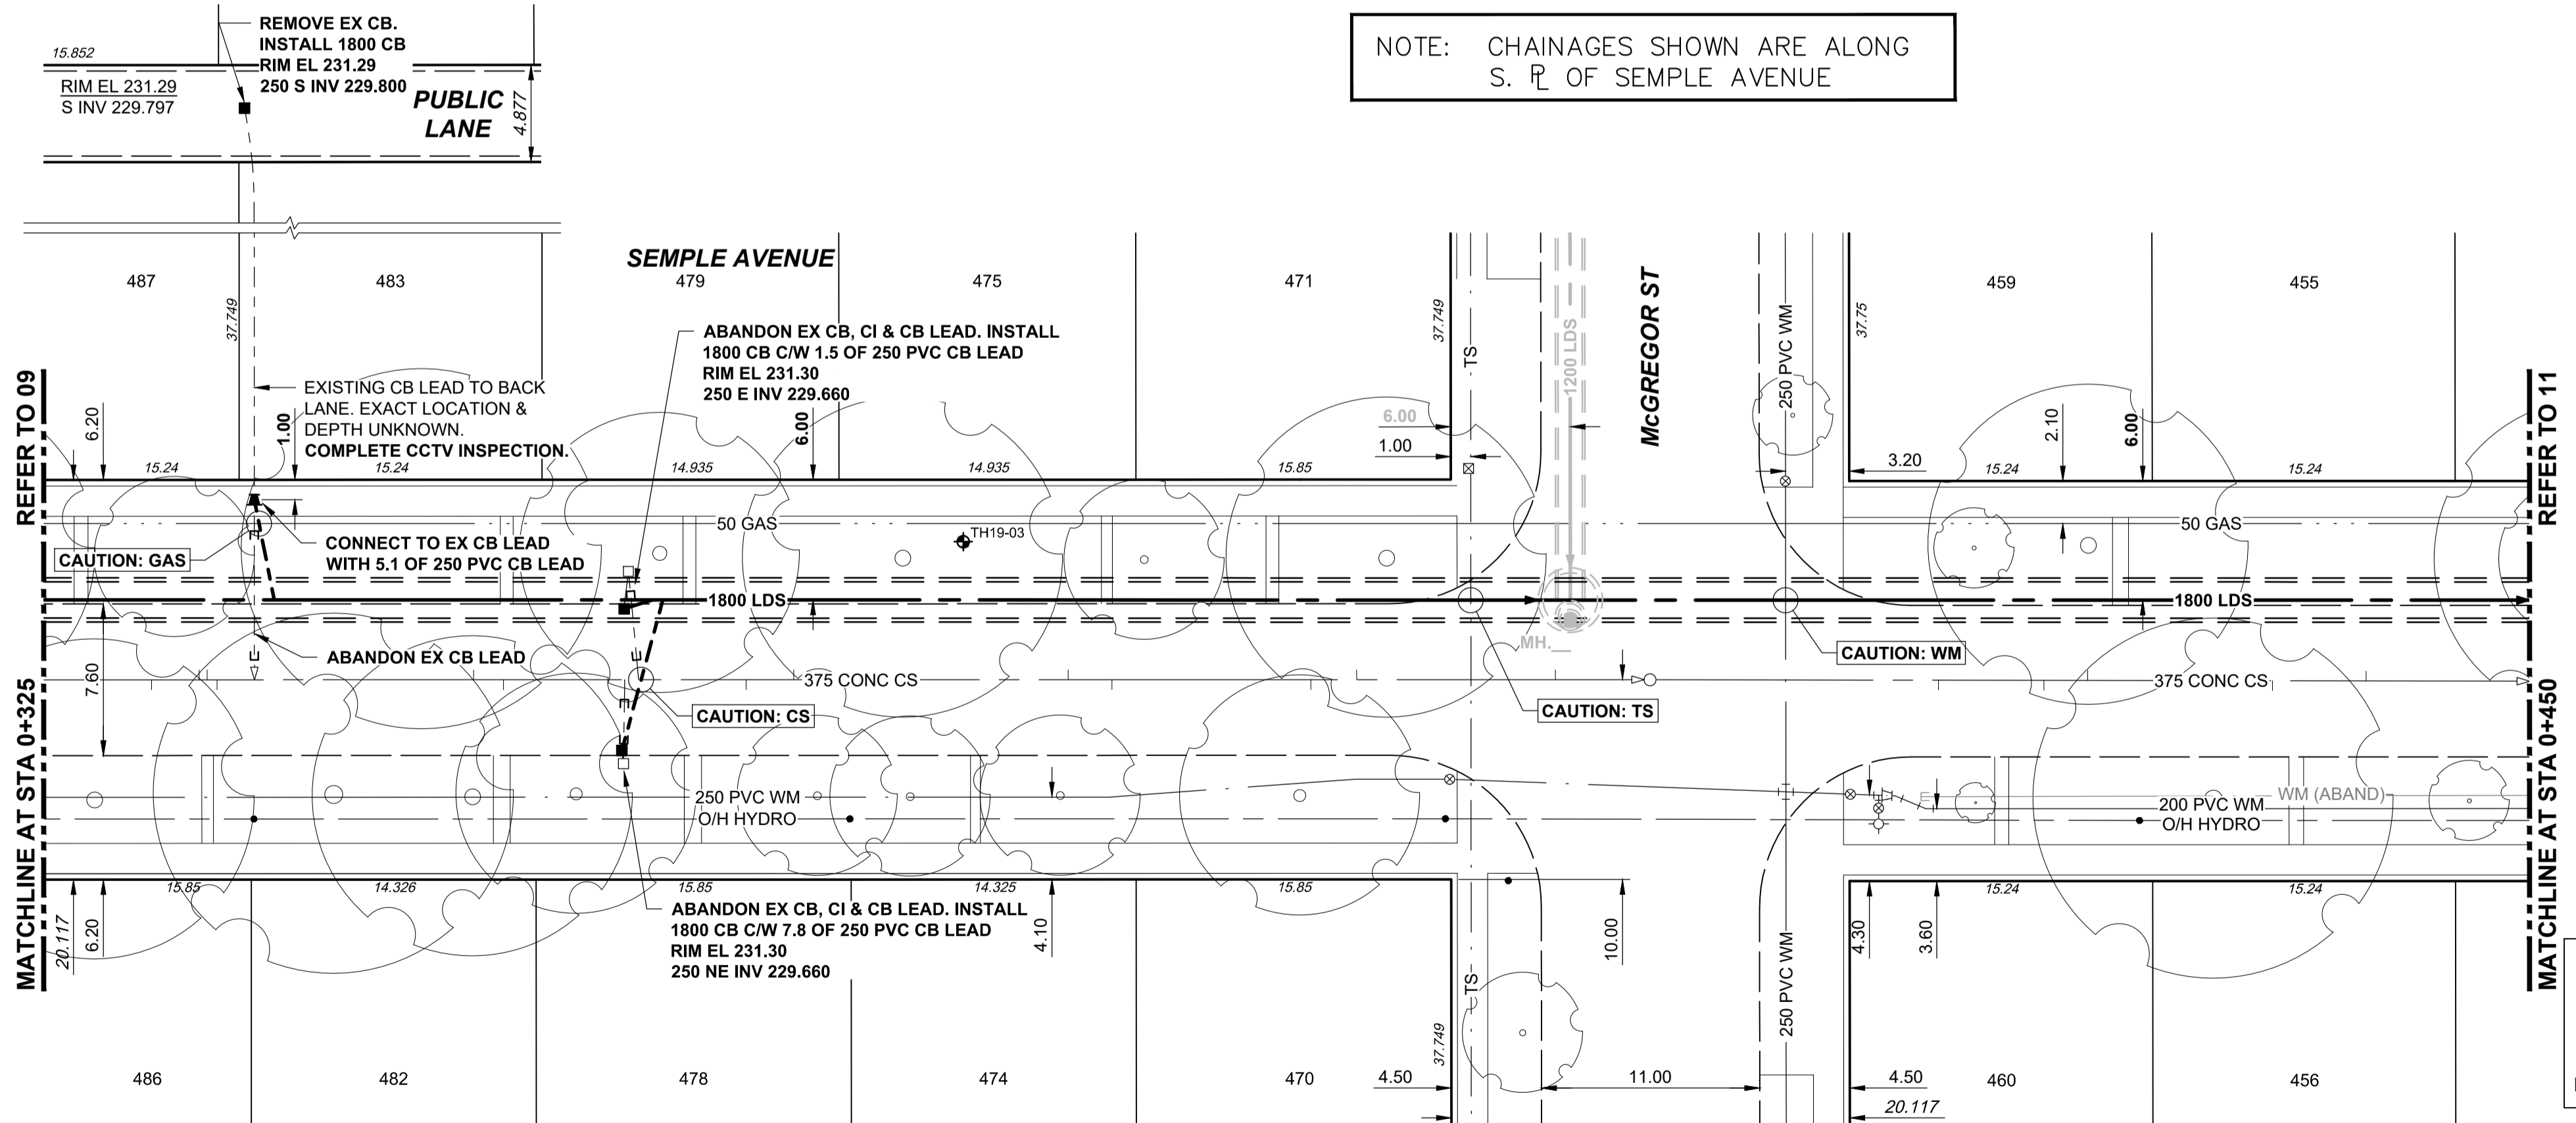 REMOVE EX CB.
INSTALL 1800 CB
RIM EL 231.29
250 S INV 229.800
15.852
RIM EL 231.29
S INV 229.797
PUBLIC
LANE
4.877
NOTE: CHAINAGES SHOWN ARE ALONG
S. PL OF SEMPLE AVENUE
SEMPLE AVENUE
487
483
479
475
471
459
455
37.749
37.749
37.75
TS
1200 LDS
McGREGOR ST
250 PVC WM
ABANDON EX CB, CI & CB LEAD. INSTALL
1800 CB C/W 1.5 OF 250 PVC CB LEAD
RIM EL 231.30
250 E INV 229.660
EXISTING CB LEAD TO BACK
LANE. EXACT LOCATION &
DEPTH UNKNOWN.
COMPLETE CCTV INSPECTION.
REFER TO 09
6.20
1.00
6.00
6.00
1.00
3.20
2.10
6.00
REFER TO 11
15.24
15.24
14.935
14.935
15.85
15.24
15.24
50 GAS
TH19-03
50 GAS
CAUTION: GAS
CONNECT TO EX CB LEAD
WITH 5.1 OF 250 PVC CB LEAD
1800 LDS
1800 LDS
MH.__
ABANDON EX CB LEAD
CAUTION: WM
7.60
375 CONC CS
375 CONC CS
CAUTION: CS
CAUTION: TS
MATCHLINE AT STA 0+325
MATCHLINE AT STA 0+450
250 PVC WM
O/H HYDRO
WM (ABAND)
200 PVC WM
O/H HYDRO
15.85
14.326
15.85
14.325
15.85
15.24
15.24
20.117
6.20
ABANDON EX CB, CI & CB LEAD. INSTALL
1800 CB C/W 7.8 OF 250 PVC CB LEAD
RIM EL 231.30
250 NE INV 229.660
4.10
10.00
4.30
3.60
TS
250 PVC WM
37.749
486
482
478
474
470
4.50
11.00
4.50
460
456
20.117